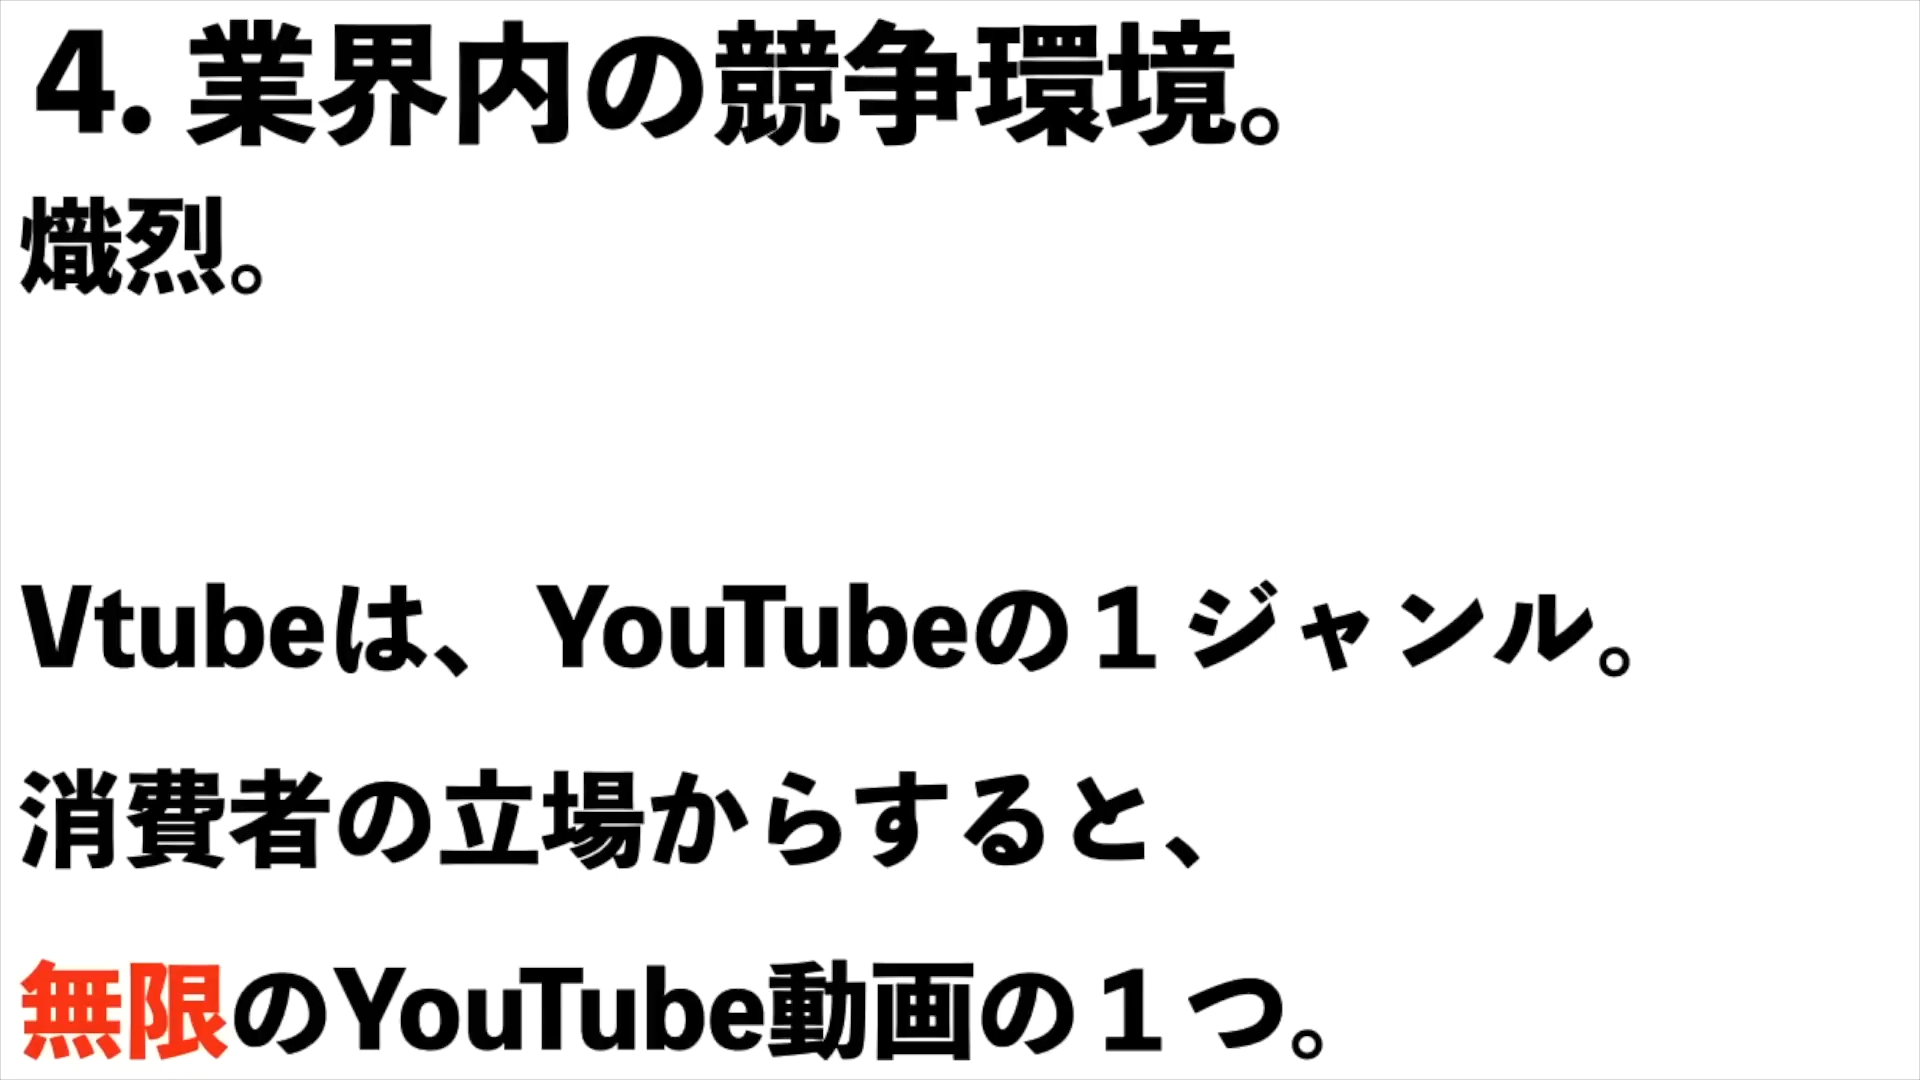 4. 業界内の競争環境。
熾烈。
Vtubeは、YouTubeの１ジャンル。
消費者の立場からすると、
無限のYouTube動画の１つ。